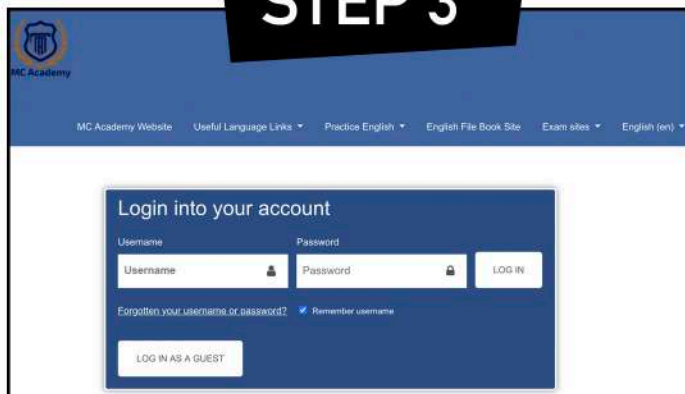 STEP 3
MC Academy
MC Academy Website Useful Language Links Practice English English File Book Site Exam sites English (en)
Login into your account
Username Password
Username Password LOG IN
Forgotten your username or password? Remember username
LOG IN AS A GUEST